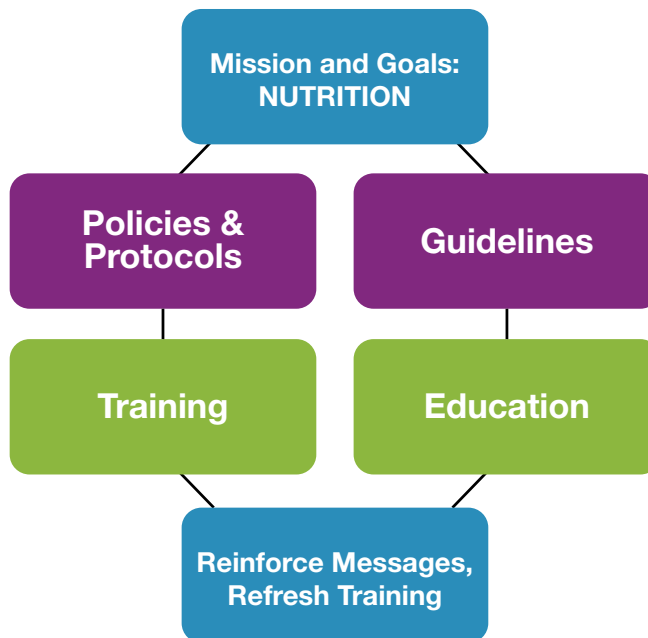 Mission and Goals:
NUTRITION
Policies &
Protocols
Guidelines
Training
Education
Reinforce Messages,
Refresh Training